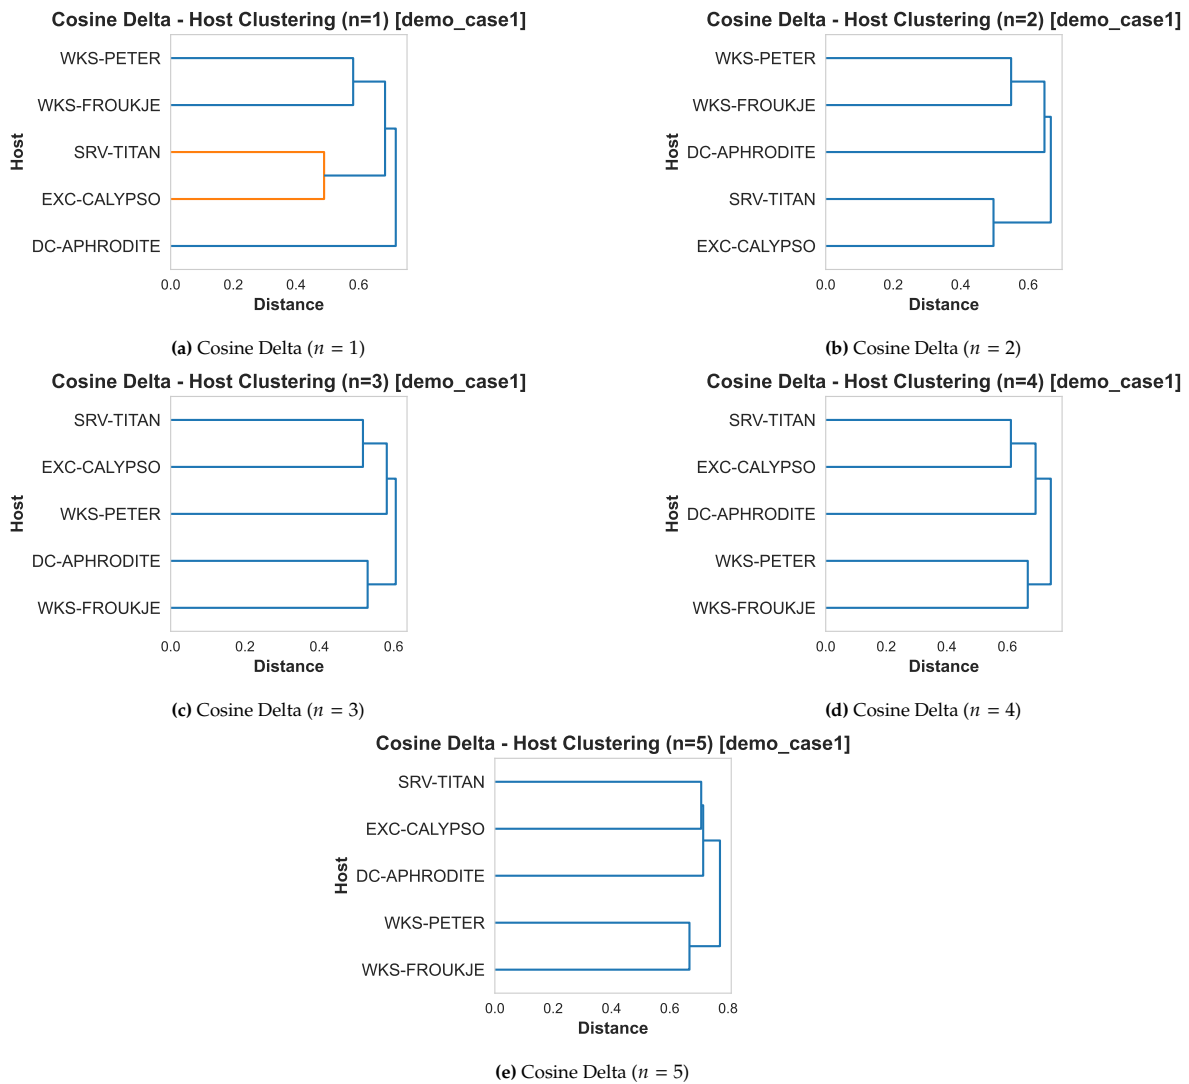 Cosine Delta - Host Clustering (n=1) [demo_case1]
WKS-PETER
WKS-FROUKJE
SRV-TITAN
EXC-CALYPSO
DC-APHRODITE
Host
0.0 0.2 0.4 0.6
Distance
(a) Cosine Delta (n = 1)
Cosine Delta - Host Clustering (n=2) [demo_case1]
WKS-PETER
WKS-FROUKJE
DC-APHRODITE
SRV-TITAN
EXC-CALYPSO
Host
0.0 0.2 0.4 0.6
Distance
(b) Cosine Delta (n = 2)
Cosine Delta - Host Clustering (n=3) [demo_case1]
SRV-TITAN
EXC-CALYPSO
WKS-PETER
DC-APHRODITE
WKS-FROUKJE
Host
0.0 0.2 0.4 0.6
Distance
(c) Cosine Delta (n = 3)
Cosine Delta - Host Clustering (n=4) [demo_case1]
SRV-TITAN
EXC-CALYPSO
DC-APHRODITE
WKS-PETER
WKS-FROUKJE
Host
0.0 0.2 0.4 0.6
Distance
(d) Cosine Delta (n = 4)
Cosine Delta - Host Clustering (n=5) [demo_case1]
SRV-TITAN
EXC-CALYPSO
DC-APHRODITE
WKS-PETER
WKS-FROUKJE
Host
0.0 0.2 0.4 0.6 0.8
Distance
(e) Cosine Delta (n = 5)